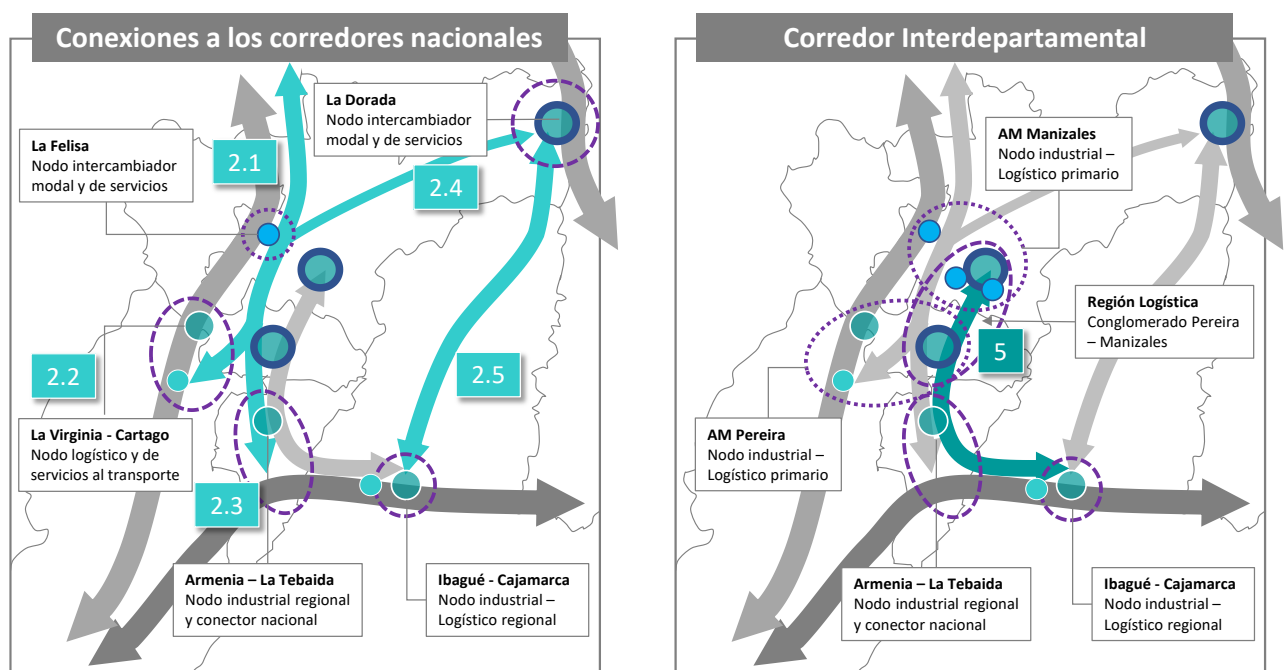 Conexiones a los corredores nacionales
La Dorada
Nodo intercambiador
modal y de servicios
La Felisa
Nodo intercambiador
modal y de servicios
2.1
2.4
2.2
2.5
La Virginia - Cartago
Nodo logístico y de
servicios al transporte
2.3
Armenia – La Tebaida
Nodo industrial regional
y conector nacional
Ibagué - Cajamarca
Nodo industrial –
Logístico regional
Corredor Interdepartamental
AM Manizales
Nodo industrial –
Logístico primario
Región Logística
Conglomerado Pereira
– Manizales
5
AM Pereira
Nodo industrial –
Logístico primario
Armenia – La Tebaida
Nodo industrial regional
y conector nacional
Ibagué - Cajamarca
Nodo industrial –
Logístico regional